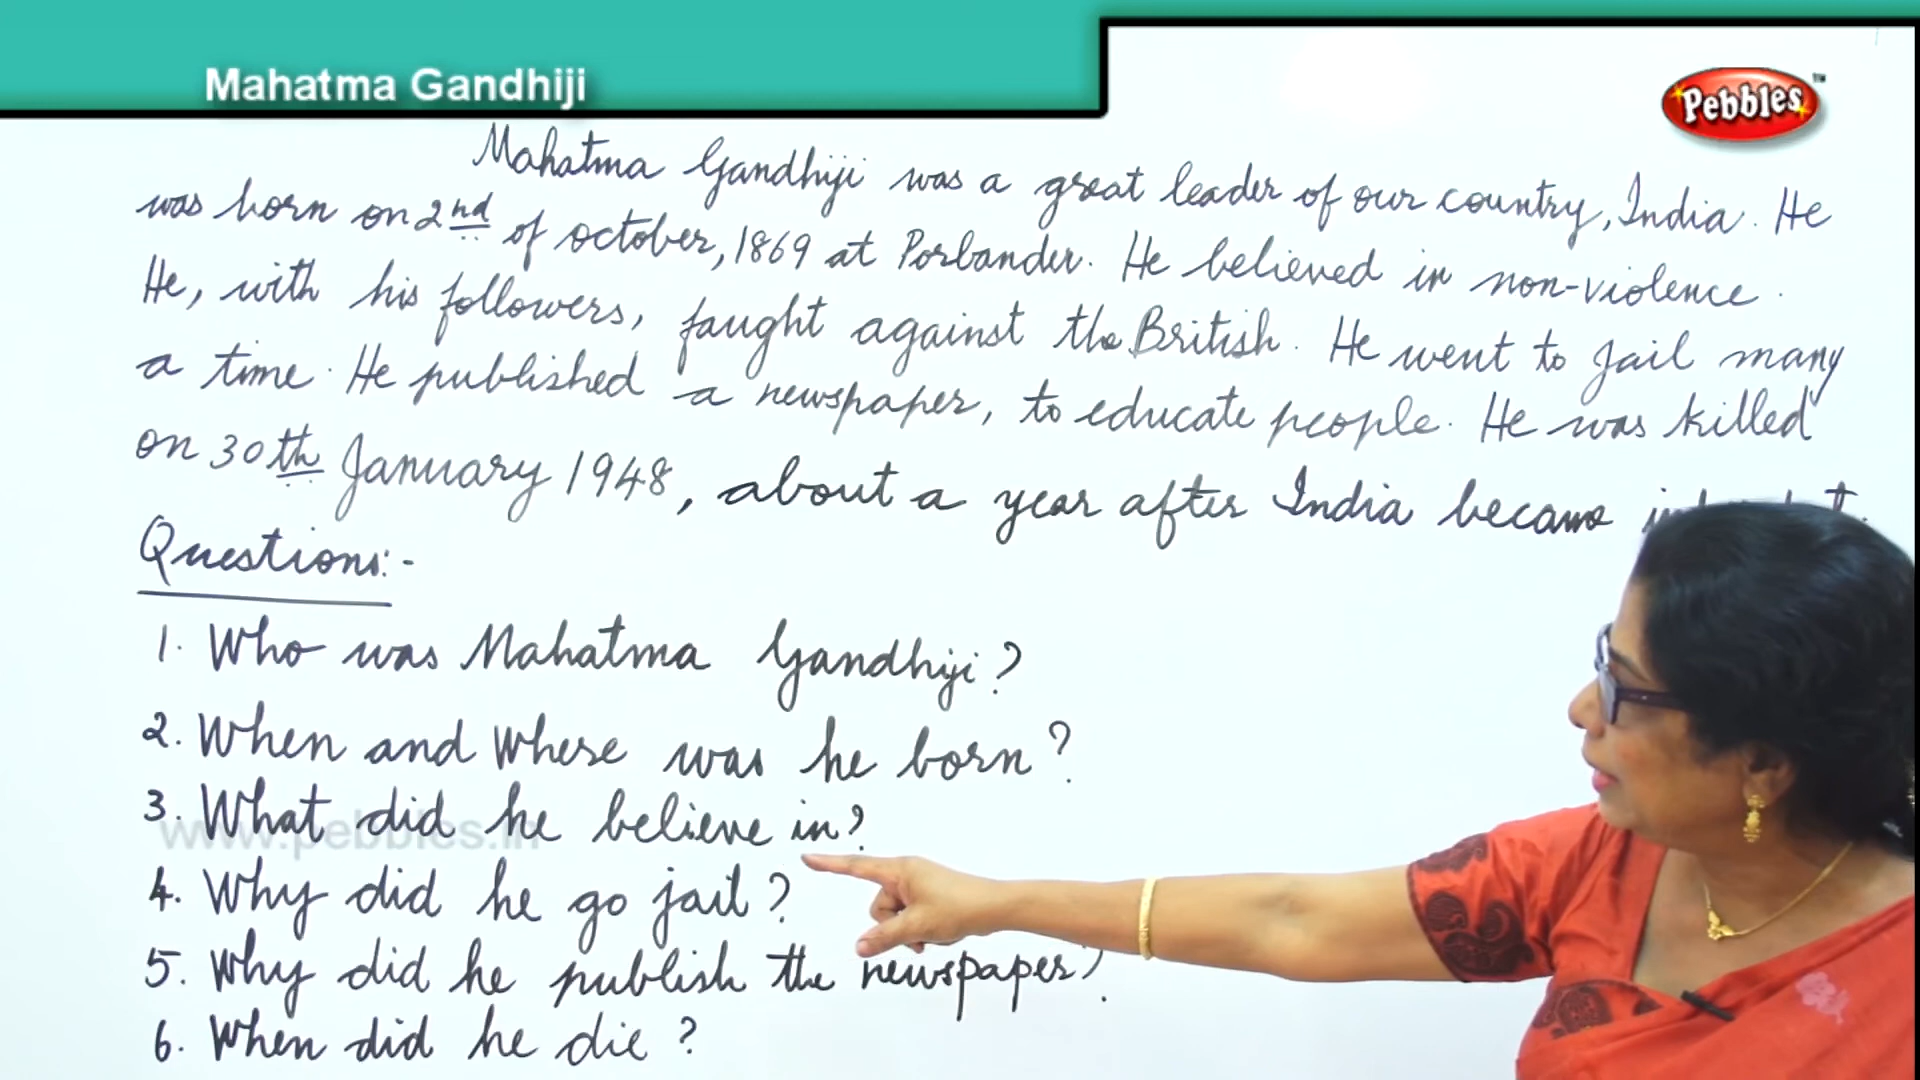 Mahatma Gandhiji
Pebbles TM
Mahatma Gandhiji was a great leader of our country, India. He
was born on 2nd of october, 1869 at Porbander. He believed in non-violence.
He, with his followers, faught against the British. He went to jail many
a time. He published a newspaper, to educate people. He was killed
on 30th January 1948, about a year after India became
Questions:-
1. Who was Mahatma Gandhiji?
2. When and Where was he born?
3. What did he believe in?
www.pebbles.in
4. Why did he go jail?
5. Why did he publish the newspaper?
6. When did he die?